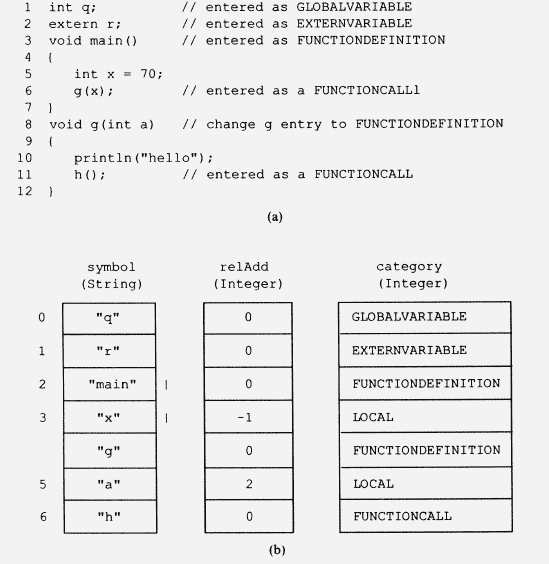 1 int q; // entered as GLOBALVARIABLE
2 extern r; // entered as EXTERNVARIABLE
3 void main() // entered as FUNCTIONDEFINITION
4 {
5 int x = 70;
6 g(x); // entered as a FUNCTIONCALLl
7 }
8 void g(int a) // change g entry to FUNCTIONDEFINITION
9 {
10 println("hello");
11 h(); // entered as a FUNCTIONCALL
12 }
(a)
symbol relAdd category
(String) (Integer) (Integer)
0 "q" 0 GLOBALVARIABLE
1 "r" 0 EXTERNVARIABLE
2 "main" 0 FUNCTIONDEFINITION
3 "x" -1 LOCAL
"g" 0 FUNCTIONDEFINITION
5 "a" 2 LOCAL
6 "h" 0 FUNCTIONCALL
(b)